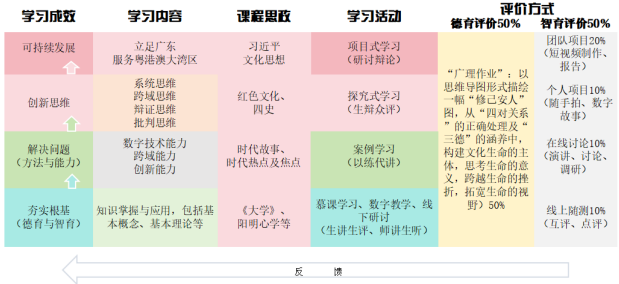 学习成效
学习内容
课程思政
学习活动
评价方式
德育评价50%
智育评价50%
可持续发展
立足广东
服务粤港澳大湾区
习近平
文化思想
项目式学习
（研讨辩论）
团队项目20%
（短视频制作、
报告）
创新思维
系统思维
跨域思维
辩证思维
批判思维
红色文化、
四史
探究式学习
（生辩众评）
个人项目10%
（随手拍、数字
故事）
解决问题
（方法与能力）
数字技术能力
跨域能力
创新能力
时代故事、
时代热点及焦点
案例学习
（以练代讲）
在线讨论10%
（演讲、讨论、
调研）
夯实根基
（德育与智育）
知识掌握与应用，包括基
本概念、基本理论等
《大学》、
阳明心学等
慕课学习、数字教学、线
下研讨
（生讲生评、师讲生听）
线上随测10%
（互评、点评）
“广理作业”：以
思维导图形式描绘
一幅“修己安人”
图，从“四对关系
”的正确处理及“
三德”的涵养中，
构建文化生命的主
体，思考生命的意
义，跨越生命的挫
折，拓宽生命的视
野）50%
反 馈